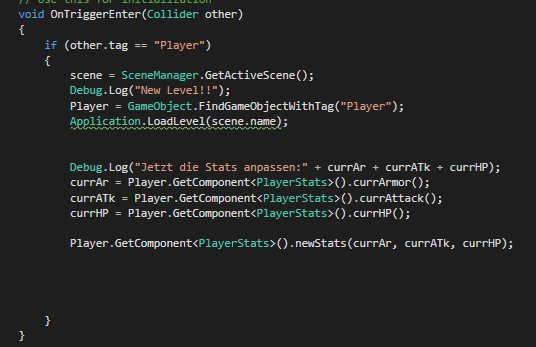 // Use this for initialization
void OnTriggerEnter(Collider other)
{
if (other.tag == "Player")
{
scene = SceneManager.GetActiveScene();
Debug.Log("New Level!!");
Player = GameObject.FindGameObjectWithTag("Player");
Application.LoadLevel(scene.name);
Debug.Log("Jetzt die Stats anpassen:" + currAr + currATk + currHP);
currAr = Player.GetComponent<PlayerStats>().currArmor();
currATk = Player.GetComponent<PlayerStats>().currAttack();
currHP = Player.GetComponent<PlayerStats>().currHP();
Player.GetComponent<PlayerStats>().newStats(currAr, currATk, currHP);
}
}